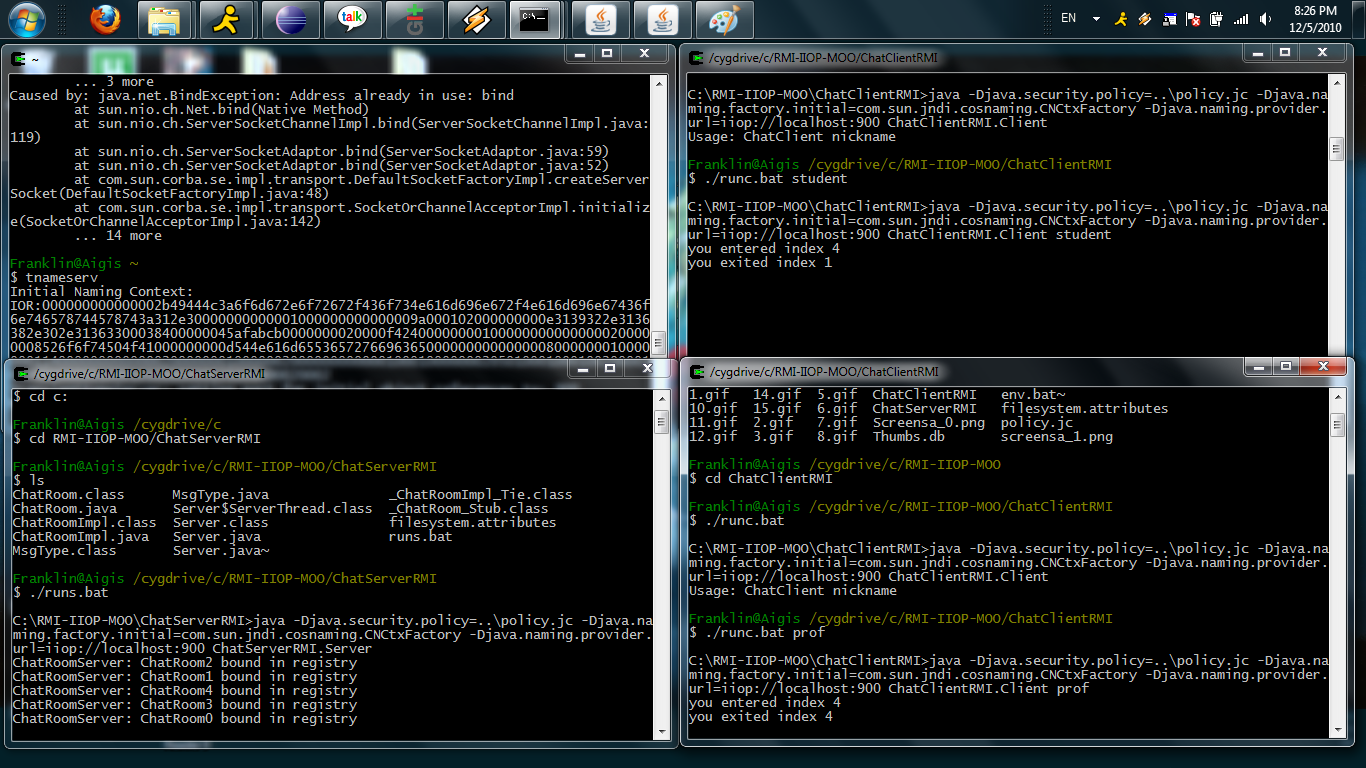 EN
8:26 PM
12/5/2010
talk
Git
C:\_
~
... 3 more
Caused by: java.net.BindException: Address already in use: bind
at sun.nio.ch.Net.bind(Native Method)
at sun.nio.ch.ServerSocketChannelImpl.bind(ServerSocketChannelImpl.java:
119)
at sun.nio.ch.ServerSocketAdaptor.bind(ServerSocketAdaptor.java:59)
at sun.nio.ch.ServerSocketAdaptor.bind(ServerSocketAdaptor.java:52)
at com.sun.corba.se.impl.transport.DefaultSocketFactoryImpl.createServer
Socket(DefaultSocketFactoryImpl.java:48)
at com.sun.corba.se.impl.transport.SocketOrChannelAcceptorImpl.initializ
e(SocketOrChannelAcceptorImpl.java:142)
... 14 more
Franklin@Aigis ~
$ tnameserv
Initial Naming Context:
/cygdrive/c/RMI-IIOP-MOO/ChatClientRMI
C:\RMI-IIOP-MOO\ChatClientRMI>java -Djava.security.policy=..\policy.jc -Djava.na
ming.factory.initial=com.sun.jndi.cosnaming.CNCtxFactory -Djava.naming.provider.
url=iiop://localhost:900 ChatClientRMI.Client
Usage: ChatClient nickname
Franklin@Aigis /cygdrive/c/RMI-IIOP-MOO/ChatClientRMI
$ ./runc.bat student
C:\RMI-IIOP-MOO\ChatClientRMI>java -Djava.security.policy=..\policy.jc -Djava.na
ming.factory.initial=com.sun.jndi.cosnaming.CNCtxFactory -Djava.naming.provider.
url=iiop://localhost:900 ChatClientRMI.Client student
you entered index 4
you exited index 1
/cygdrive/c/RMI-IIOP-MOO/ChatServerRMI
$ cd c:
Franklin@Aigis /cygdrive/c
$ cd RMI-IIOP-MOO/ChatServerRMI
Franklin@Aigis /cygdrive/c/RMI-IIOP-MOO/ChatServerRMI
$ ls
ChatRoom.class MsgType.java _ChatRoomImpl_Tie.class
ChatRoom.java Server$ServerThread.class _ChatRoom_Stub.class
ChatRoomImpl.class Server.class filesystem.attributes
ChatRoomImpl.java Server.java runs.bat
MsgType.class Server.java~
Franklin@Aigis /cygdrive/c/RMI-IIOP-MOO/ChatServerRMI
$ ./runs.bat
C:\RMI-IIOP-MOO\ChatServerRMI>java -Djava.security.policy=..\policy.jc -Djava.na
ming.factory.initial=com.sun.jndi.cosnaming.CNCtxFactory -Djava.naming.provider.
url=iiop://localhost:900 ChatServerRMI.Server
ChatRoomServer: ChatRoom2 bound in registry
ChatRoomServer: ChatRoom1 bound in registry
ChatRoomServer: ChatRoom4 bound in registry
ChatRoomServer: ChatRoom3 bound in registry
ChatRoomServer: ChatRoom0 bound in registry
/cygdrive/c/RMI-IIOP-MOO/ChatClientRMI
1.gif 14.gif 5.gif ChatClientRMI env.bat~
10.gif 15.gif 6.gif ChatServerRMI filesystem.attributes
11.gif 2.gif 7.gif Screensa_0.png policy.jc
12.gif 3.gif 8.gif Thumbs.db screensa_1.png
Franklin@Aigis /cygdrive/c/RMI-IIOP-MOO
$ cd ChatClientRMI
Franklin@Aigis /cygdrive/c/RMI-IIOP-MOO/ChatClientRMI
$ ./runc.bat
C:\RMI-IIOP-MOO\ChatClientRMI>java -Djava.security.policy=..\policy.jc -Djava.na
ming.factory.initial=com.sun.jndi.cosnaming.CNCtxFactory -Djava.naming.provider.
url=iiop://localhost:900 ChatClientRMI.Client
Usage: ChatClient nickname
Franklin@Aigis /cygdrive/c/RMI-IIOP-MOO/ChatClientRMI
$ ./runc.bat prof
C:\RMI-IIOP-MOO\ChatClientRMI>java -Djava.security.policy=..\policy.jc -Djava.na
ming.factory.initial=com.sun.jndi.cosnaming.CNCtxFactory -Djava.naming.provider.
url=iiop://localhost:900 ChatClientRMI.Client prof
you entered index 4
you exited index 4